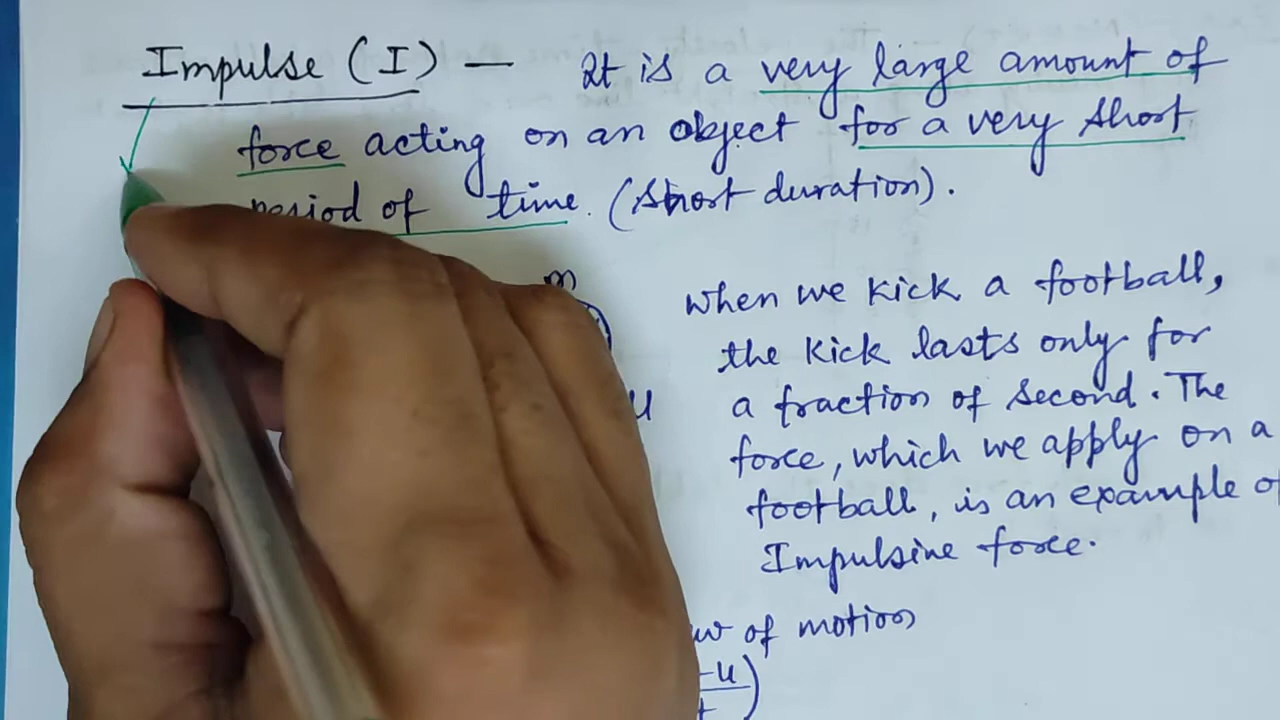 Impulse (I) — It is a very large amount of
force acting on an object for a very short
period of time. (Short duration).
m
When we kick a football,
the kick lasts only for
u a fraction of second. The
force, which we apply on a
football, is an example of
Impulsine force.
of motion
-u